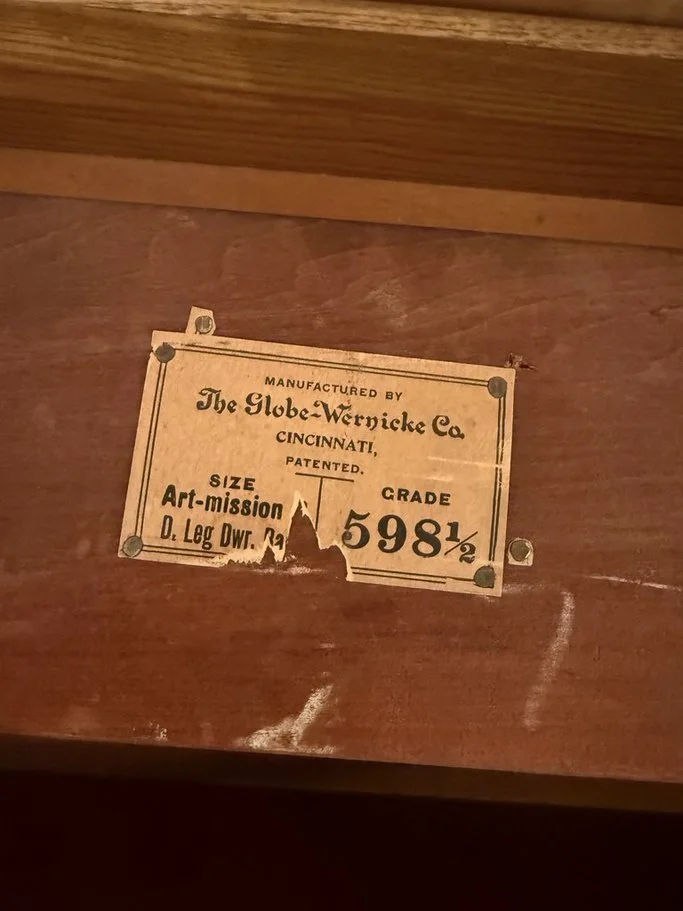 MANUFACTURED BY
The Globe-Wernicke Co.
CINCINNATI,
PATENTED.
SIZE
Art-mission
D. Leg Dwr.
GRADE
598½